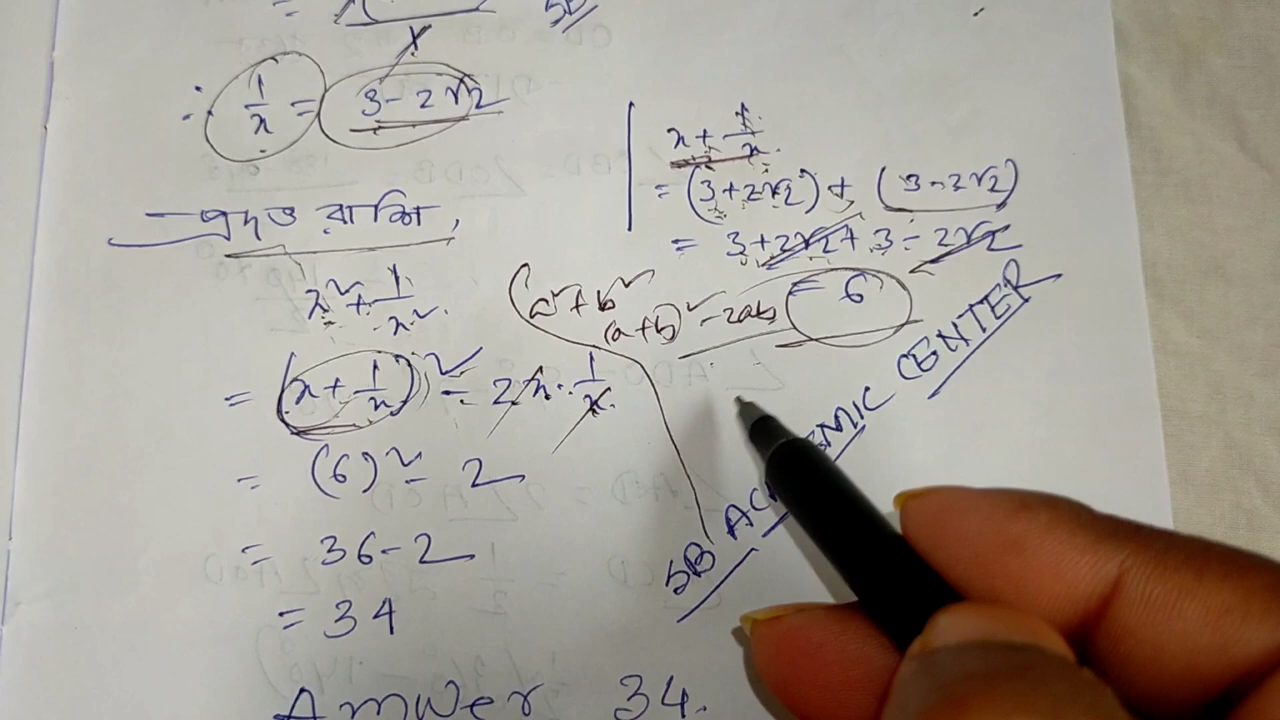 ∴ 1/x = 3 - 2√2
প্রদত্ত রাশি,
x² + 1/x²
= (x + 1/x)² - 2x · 1/x
= (6)² - 2
= 36 - 2
= 34
Answer 34.
x + 1/x
= (3 + 2√2) + (3 - 2√2)
= 3 + 2√2 + 3 - 2√2
= 6
a² + b²
(a+b)² - 2ab
SB ACADEMIC CENTER